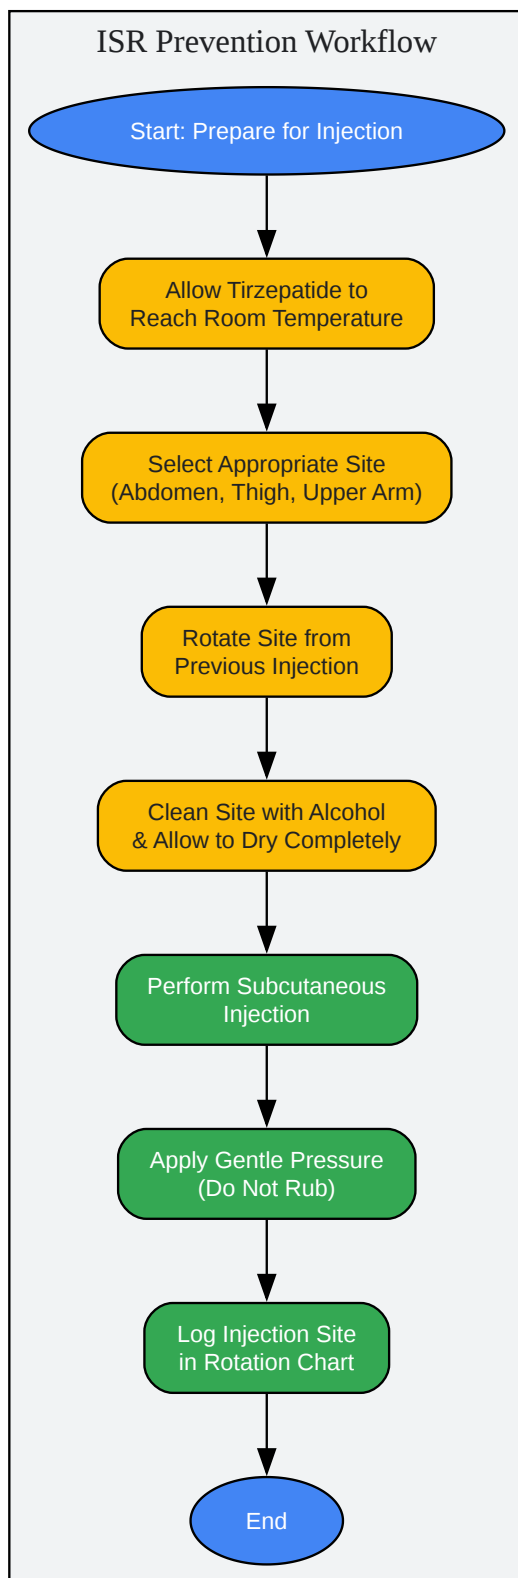 ISR Prevention Workflow
Start: Prepare for Injection
Allow Tirzepatide to
Reach Room Temperature
Select Appropriate Site
(Abdomen, Thigh, Upper Arm)
Rotate Site from
Previous Injection
Clean Site with Alcohol
& Allow to Dry Completely
Perform Subcutaneous
Injection
Apply Gentle Pressure
(Do Not Rub)
Log Injection Site
in Rotation Chart
End